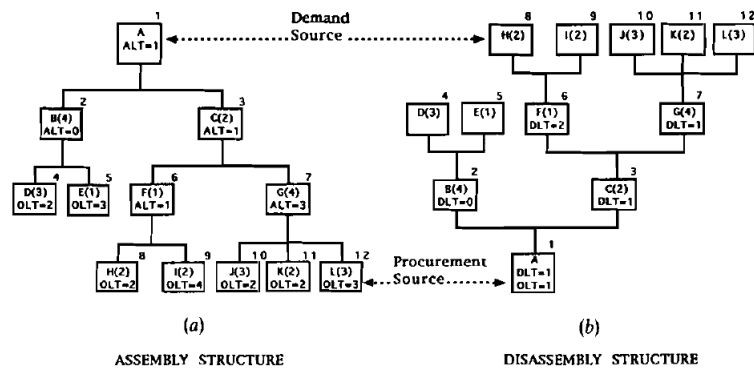 1
A
ALT=1
Demand
Source
8
H(2)
9
I(2)
10
J(3)
11
K(2)
12
L(3)
2
B(4)
ALT=0
3
C(2)
ALT=1
4
D(3)
5
E(1)
6
F(1)
DLT=2
7
G(4)
DLT=1
4
D(3)
OLT=2
5
E(1)
OLT=3
6
F(1)
ALT=1
7
G(4)
ALT=3
2
B(4)
DLT=0
3
C(2)
DLT=1
8
H(2)
OLT=2
9
I(2)
OLT=4
10
J(3)
OLT=2
11
K(2)
OLT=2
12
L(3)
OLT=3
Procurement
Source
1
A
DLT=1
OLT=1
(a)
(b)
ASSEMBLY STRUCTURE
DISASSEMBLY STRUCTURE